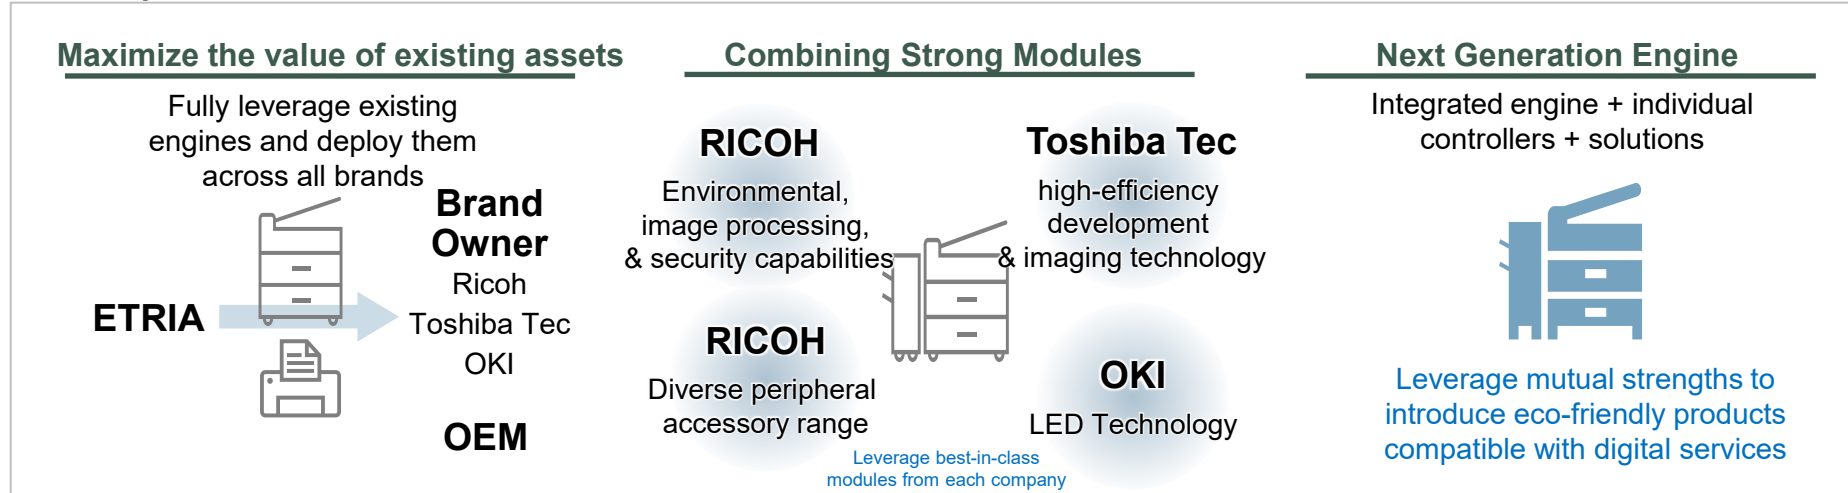 Maximize the value of existing assets
Fully leverage existing
engines and deploy them
across all brands
ETRIA
Brand
Owner
Ricoh
Toshiba Tec
OKI
OEM
Combining Strong Modules
RICOH
Environmental,
image processing,
& security capabilities
Toshiba Tec
high-efficiency
development
& imaging technology
RICOH
Diverse peripheral
accessory range
OKI
LED Technology
Leverage best-in-class
modules from each company
Next Generation Engine
Integrated engine + individual
controllers + solutions
Leverage mutual strengths to
introduce eco-friendly products
compatible with digital services